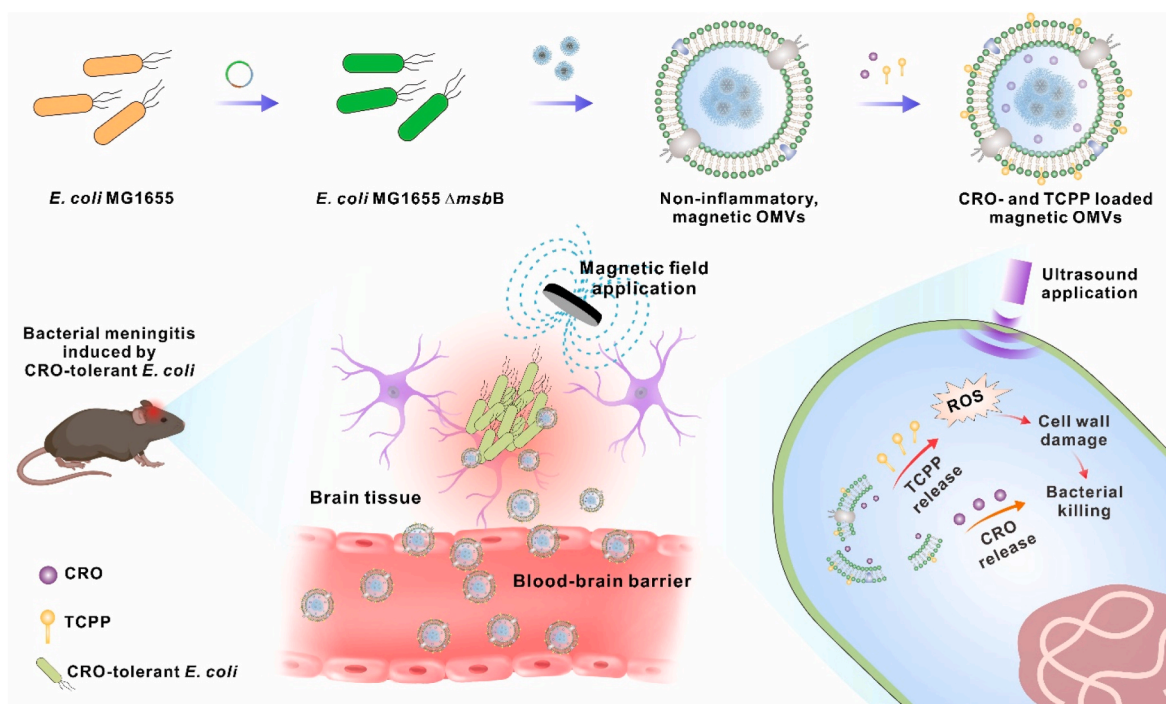 E. coli MG1655
E. coli MG1655 ΔmsbB
Non-inflammatory,
magnetic OMVs
CRO- and TCPP loaded
magnetic OMVs
Magnetic field
application
Ultrasound
application
Bacterial meningitis
induced by
CRO-tolerant E. coli
Brain tissue
Blood-brain barrier
ROS
Cell wall
damage
TCPP
release
Bacterial
killing
CRO
release
CRO
TCPP
CRO-tolerant E. coli